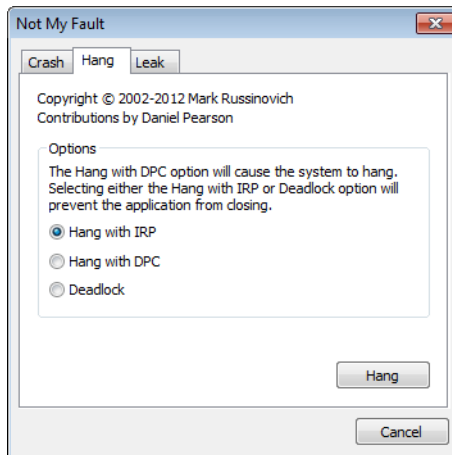 Not My Fault
Crash Hang Leak
Copyright © 2002-2012 Mark Russinovich
Contributions by Daniel Pearson
Options
The Hang with DPC option will cause the system to hang.
Selecting either the Hang with IRP or Deadlock option will
prevent the application from closing.
Hang with IRP
Hang with DPC
Deadlock
Hang
Cancel